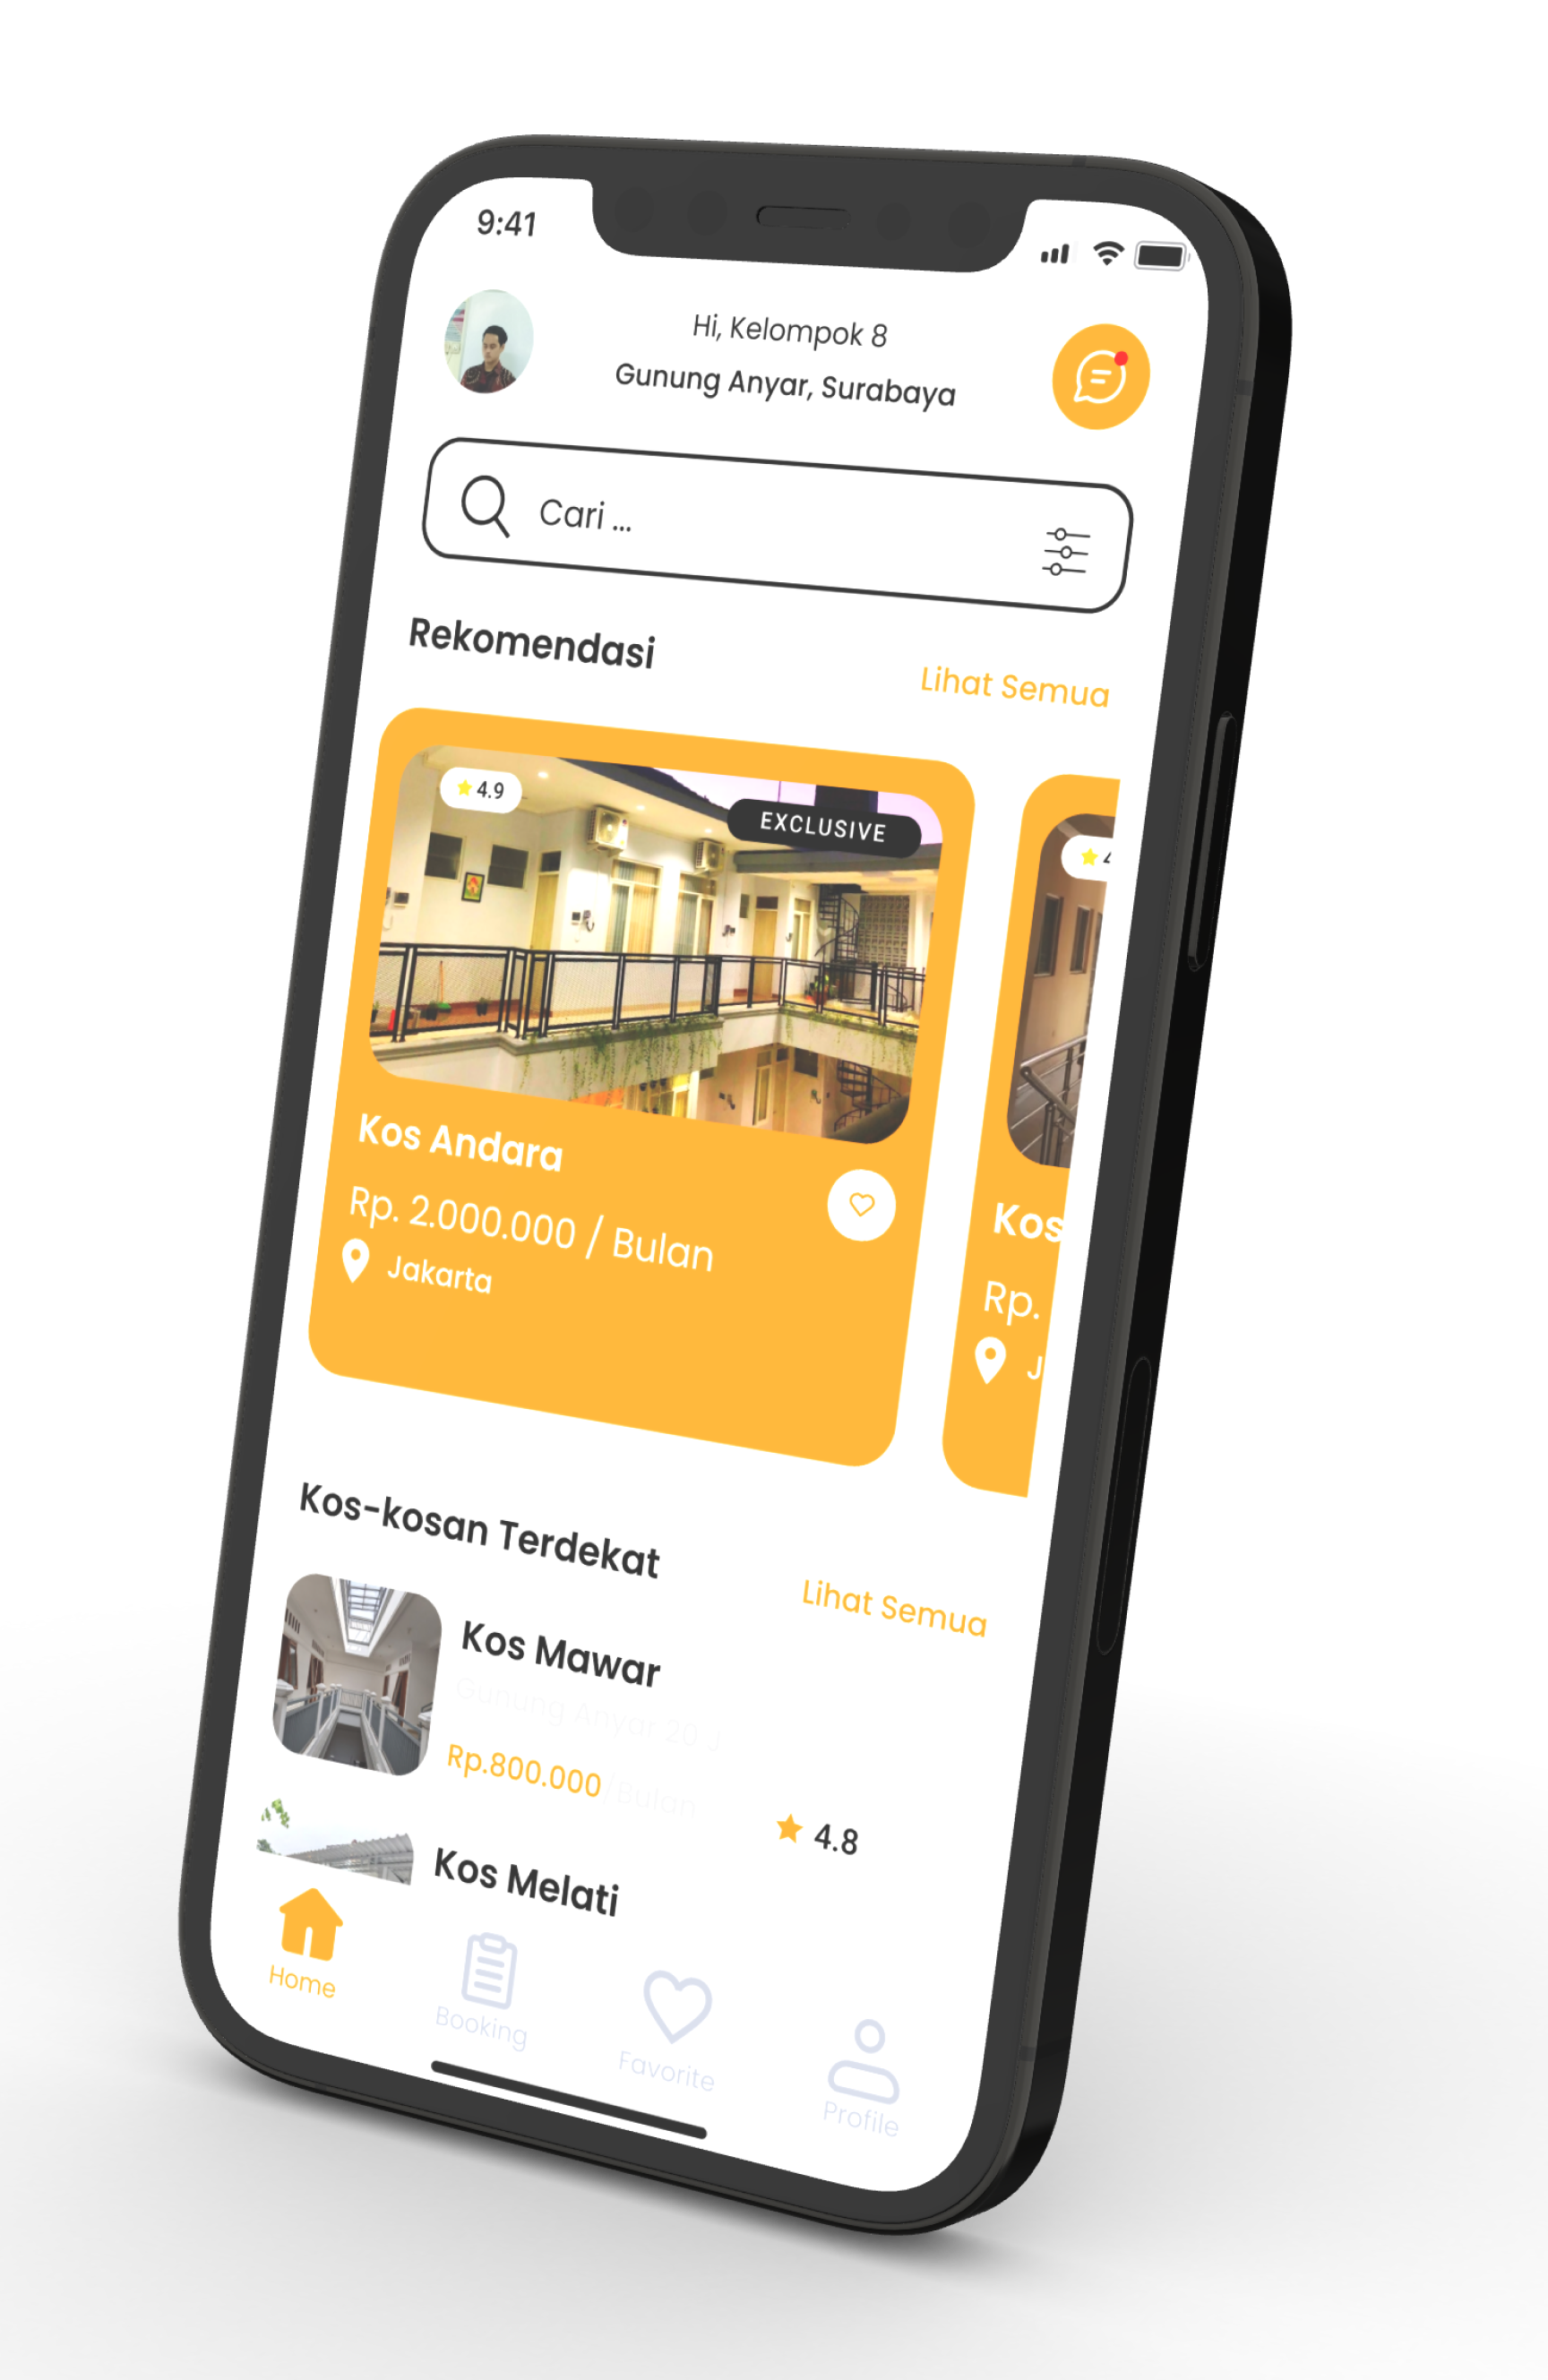 9:41
Hi, Kelompok 8
Gunung Anyar, Surabaya
Cari ...
Rekomendasi
Lihat Semua
4.9
EXCLUSIVE
Kos Andara
Rp. 2.000.000 / Bulan
Jakarta
Kos
Rp.
J
Kos-kosan Terdekat
Lihat Semua
Kos Mawar
Gunung Anyar 20 J
Rp.800.000/Bulan
4.8
Kos Melati
Home
Booking
Favorite
Profile